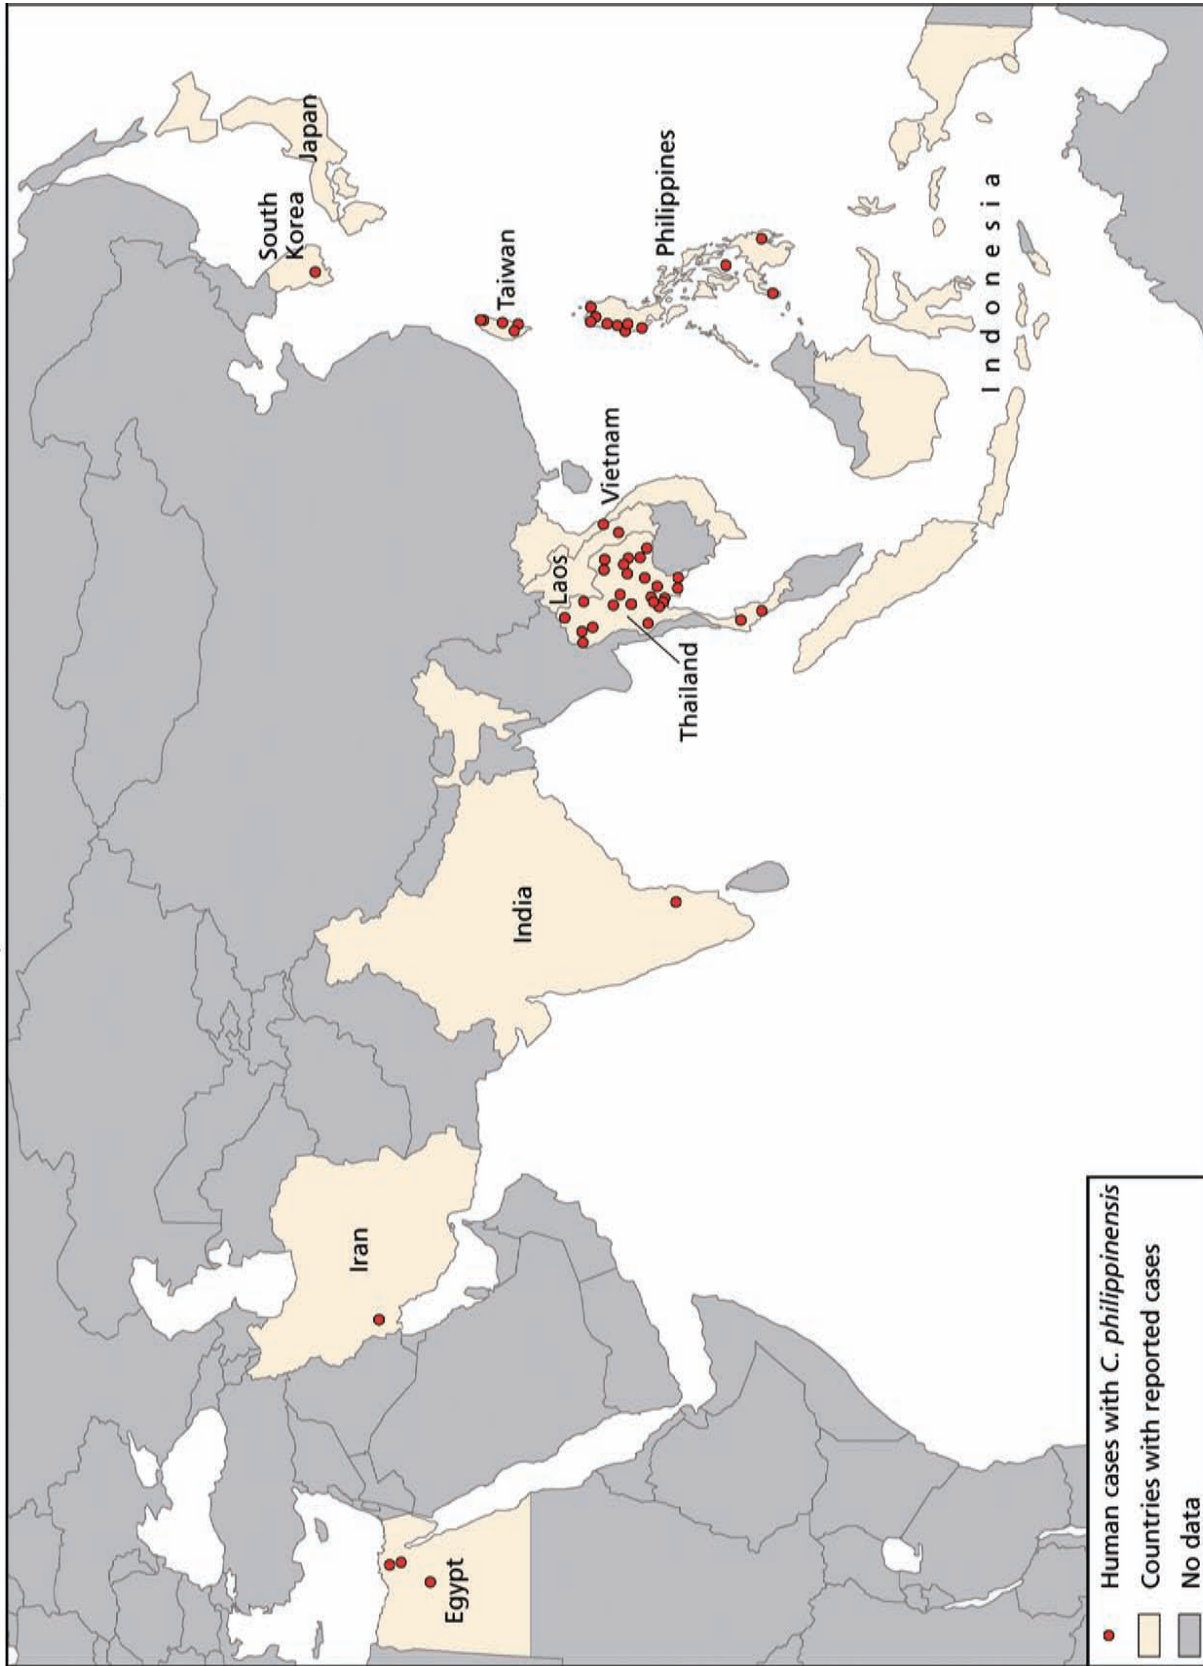 South
Korea
Japan
Taiwan
Philippines
Vietnam
Laos
Thailand
Indonesia
India
Iran
Egypt
Human cases with C. philippinensis
Countries with reported cases
No data